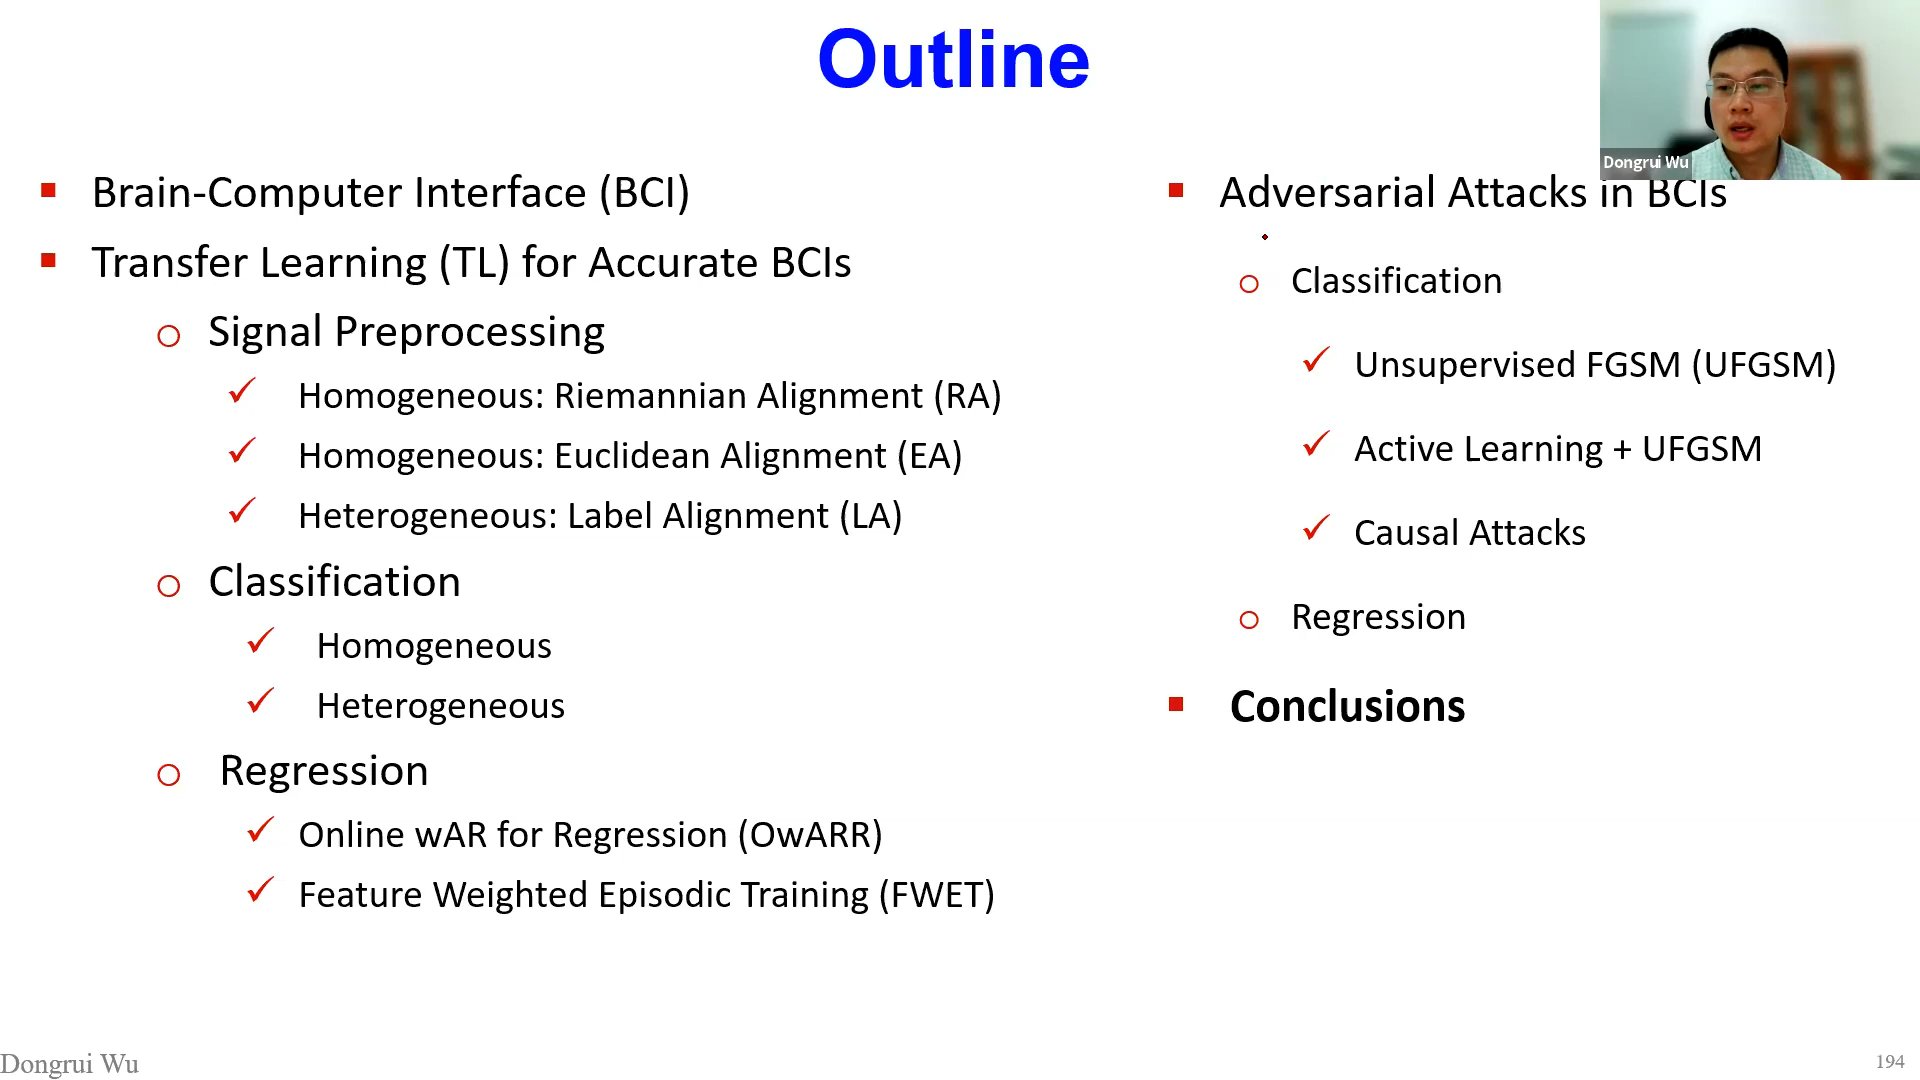 Outline
Brain-Computer Interface (BCI)
Transfer Learning (TL) for Accurate BCIs
Signal Preprocessing
Homogeneous: Riemannian Alignment (RA)
Homogeneous: Euclidean Alignment (EA)
Heterogeneous: Label Alignment (LA)
Classification
Homogeneous
Heterogeneous
Regression
Online wAR for Regression (OwARR)
Feature Weighted Episodic Training (FWET)
Adversarial Attacks in BCIs
Classification
Unsupervised FGSM (UFGSM)
Active Learning + UFGSM
Causal Attacks
Regression
Conclusions
Dongrui Wu
Dongrui Wu
194